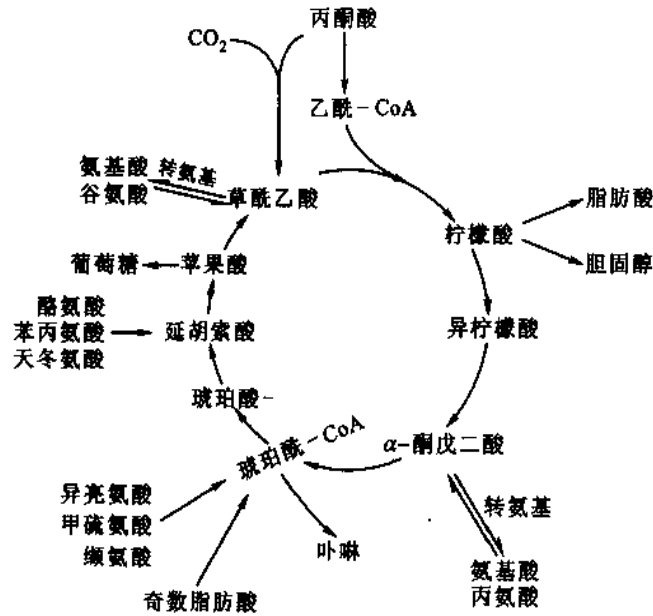 丙酮酸
CO₂
乙酰-CoA
氨基酸
转氨基
谷氨酸
草酰乙酸
脂肪酸
柠檬酸
胆固醇
葡萄糖
苹果酸
酪氨酸
苯丙氨酸
延胡索酸
天冬氨酸
异柠檬酸
琥珀酸-
琥珀酰-CoA
α-酮戊二酸
异亮氨酸
甲硫氨酸
缬氨酸
奇数脂肪酸
卟啉
转氨基
氨基酸
丙氨酸